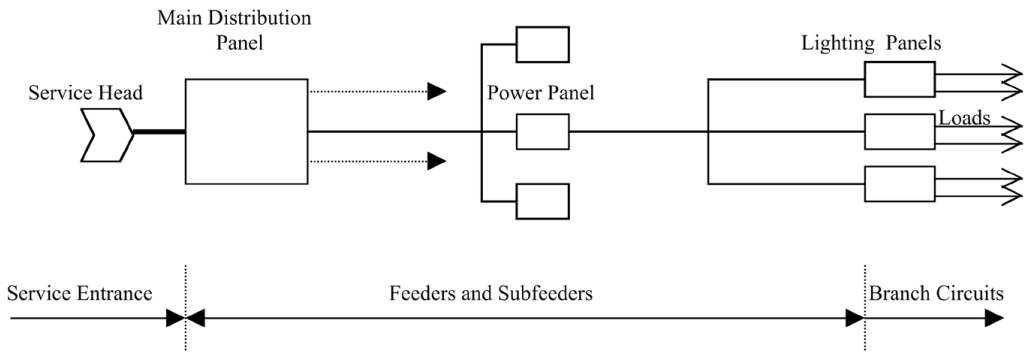 Main Distribution
Panel
Service Head
Power Panel
Lighting Panels
Loads
Service Entrance
Feeders and Subfeeders
Branch Circuits